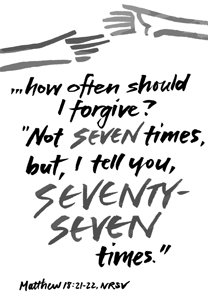 ...how often should
I forgive?
"Not SEVEN times,
but, I tell you,
SEVENTY-
SEVEN
times."
Matthew 18:21-22, NRSV